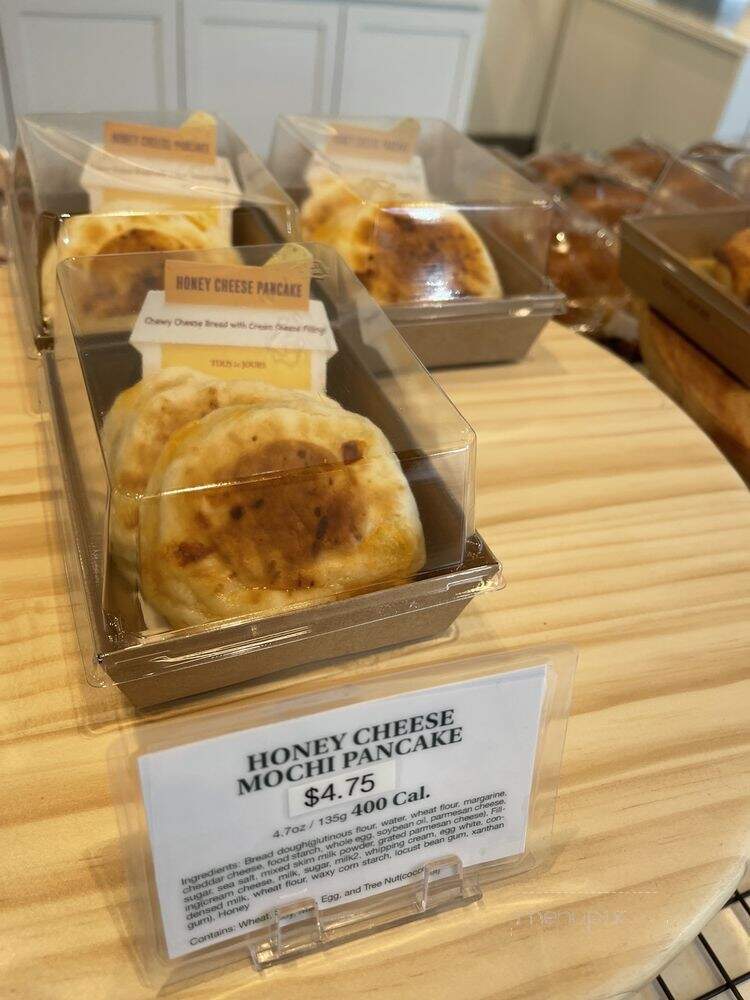 HONEY CHEESE PANCAKE
HONEY CHEESE PANCAKE
HONEY CHEESE PANCAKE
Chewy Cheese Bread with Cream Cheese Filling!
TOUS les JOURS
HONEY CHEESE
MOCHI PANCAKE
$4.75
4.7oz / 135g 400 Cal.
Ingredients: Bread dough(glutinous flour, water, wheat flour, margarine,
cheddar cheese, food starch, whole egg, soybean oil, parmesan cheese,
sugar, sea salt, mixed skim milk powder, grated parmesan cheese). Fill-
ing(cream cheese, milk, sugar, milk2, whipping cream, egg white, con-
densed milk, wheat flour, waxy corn starch, locust bean gum, xanthan
gum), Honey
Contains: Wheat, Egg, and Tree Nut
menupix